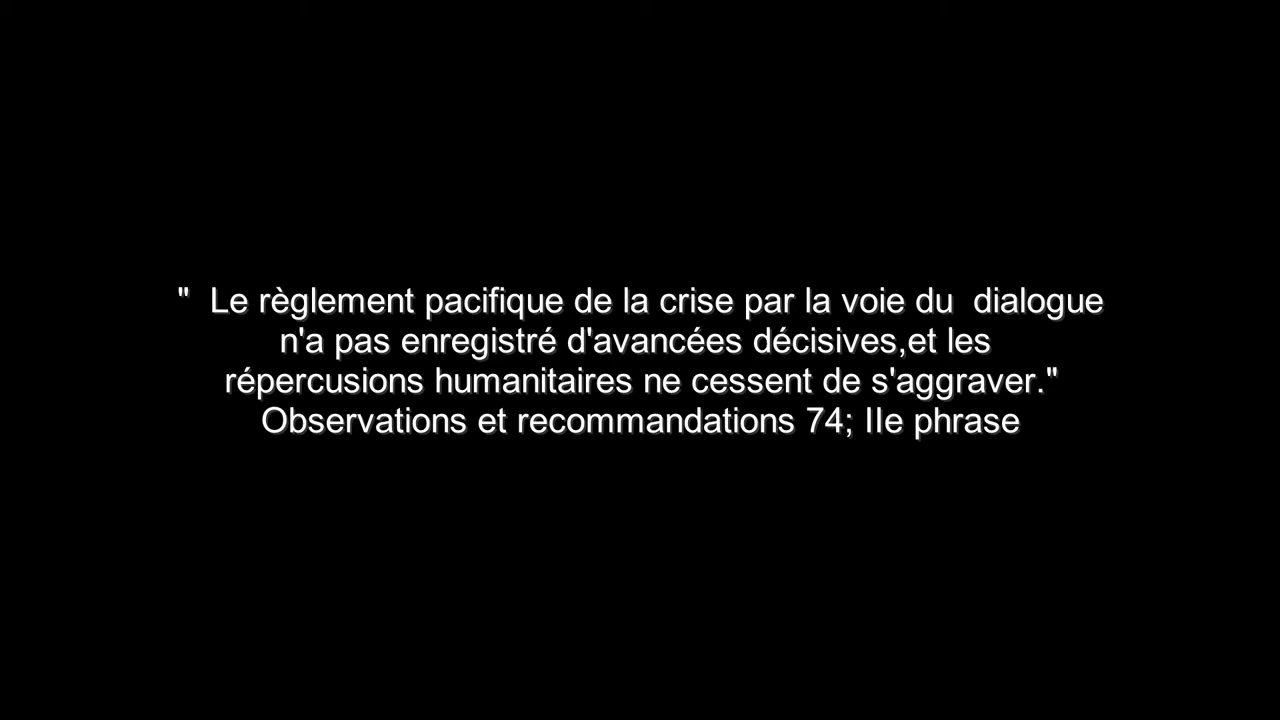 "  Le règlement pacifique de la crise par la voie du  dialogue
n'a pas enregistré d'avancées décisives,et les
répercusions humanitaires ne cessent de s'aggraver."
Observations et recommandations 74; IIe phrase